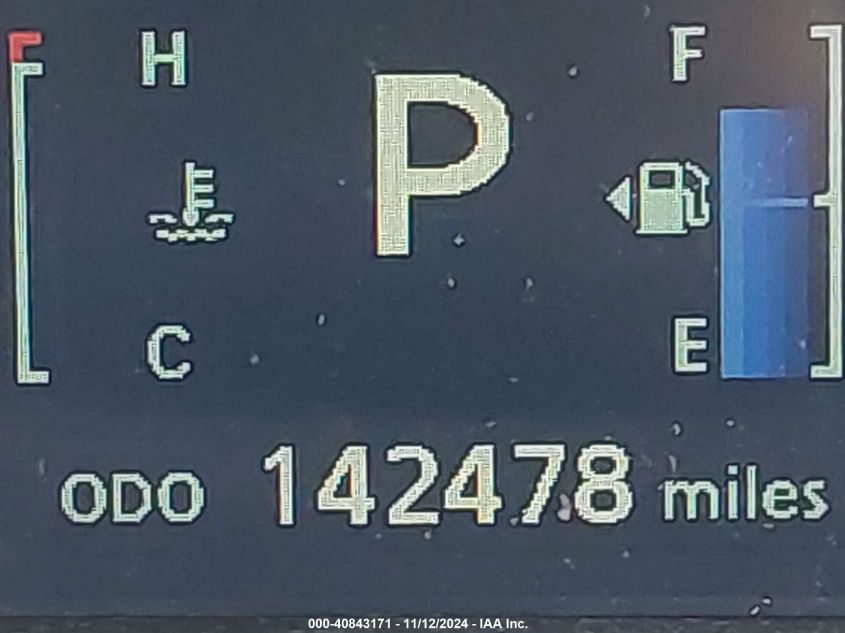 H F
P
C E
ODO 142478 miles
000-40843171 - 11/12/2024 - IAA Inc.